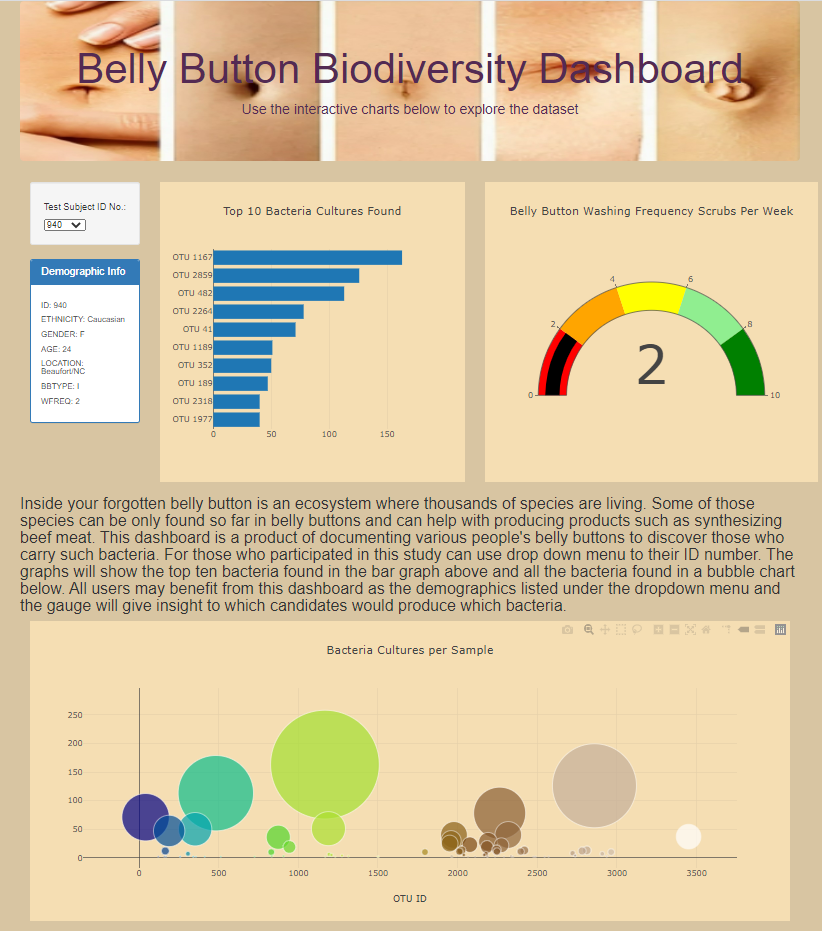 Belly Button Biodiversity Dashboard
Use the interactive charts below to explore the dataset
Test Subject ID No.:
940
Demographic Info
ID: 940
ETHNICITY: Caucasian
GENDER: F
AGE: 24
LOCATION:
Beaufort/NC
BBTYPE: I
WFREQ: 2
Top 10 Bacteria Cultures Found
OTU 1167
OTU 2859
OTU 482
OTU 2264
OTU 41
OTU 1189
OTU 352
OTU 189
OTU 2318
OTU 1977
0 50 100 150
Belly Button Washing Frequency Scrubs Per Week
4 6
2 8
2
0 10
Inside your forgotten belly button is an ecosystem where thousands of species are living. Some of those
species can be only found so far in belly buttons and can help with producing products such as synthesizing
beef meat. This dashboard is a product of documenting various people's belly buttons to discover those who
carry such bacteria. For those who participated in this study can use drop down menu to their ID number. The
graphs will show the top ten bacteria found in the bar graph above and all the bacteria found in a bubble chart
below. All users may benefit from this dashboard as the demographics listed under the dropdown menu and
the gauge will give insight to which candidates would produce which bacteria.
Bacteria Cultures per Sample
250
200
150
100
50
0
0 500 1000 1500 2000 2500 3000 3500
OTU ID